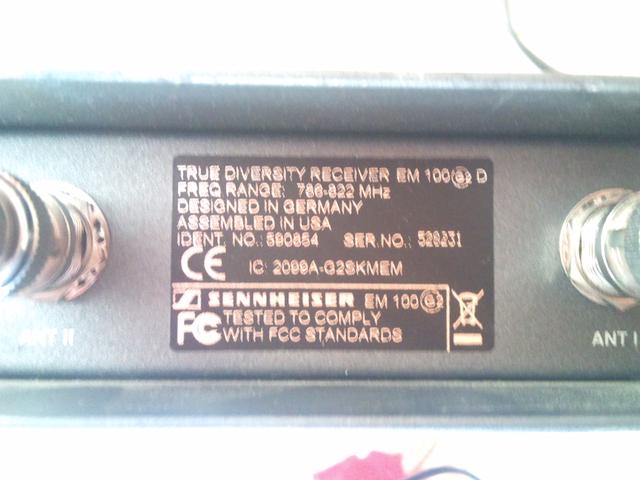 TRUE DIVERSITY RECEIVER EM 100 G2 D
FREQ RANGE: 786-822 MHz
DESIGNED IN GERMANY
ASSEMBLED IN USA
IDENT. NO.: 590854 SER.NO.: 528231
CE IC: 2099A-G2SKMEM
SENNHEISER EM 100 G2
FC TESTED TO COMPLY
WITH FCC STANDARDS
ANT II
ANT I